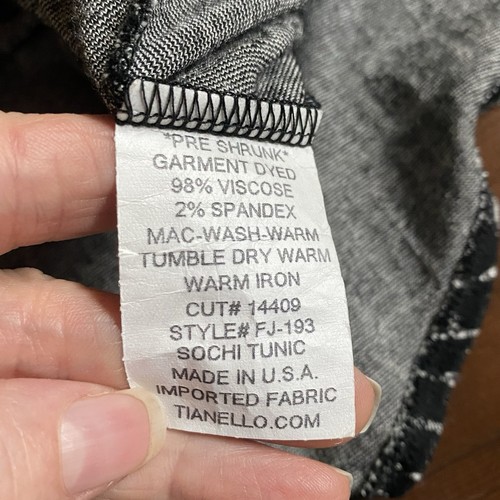 *PRE SHRUNK*
GARMENT DYED
98% VISCOSE
2% SPANDEX
MAC-WASH-WARM
TUMBLE DRY WARM
WARM IRON
CUT# 14409
STYLE# FJ-193
SOCHI TUNIC
MADE IN U.S.A.
IMPORTED FABRIC
TIANELLO.COM